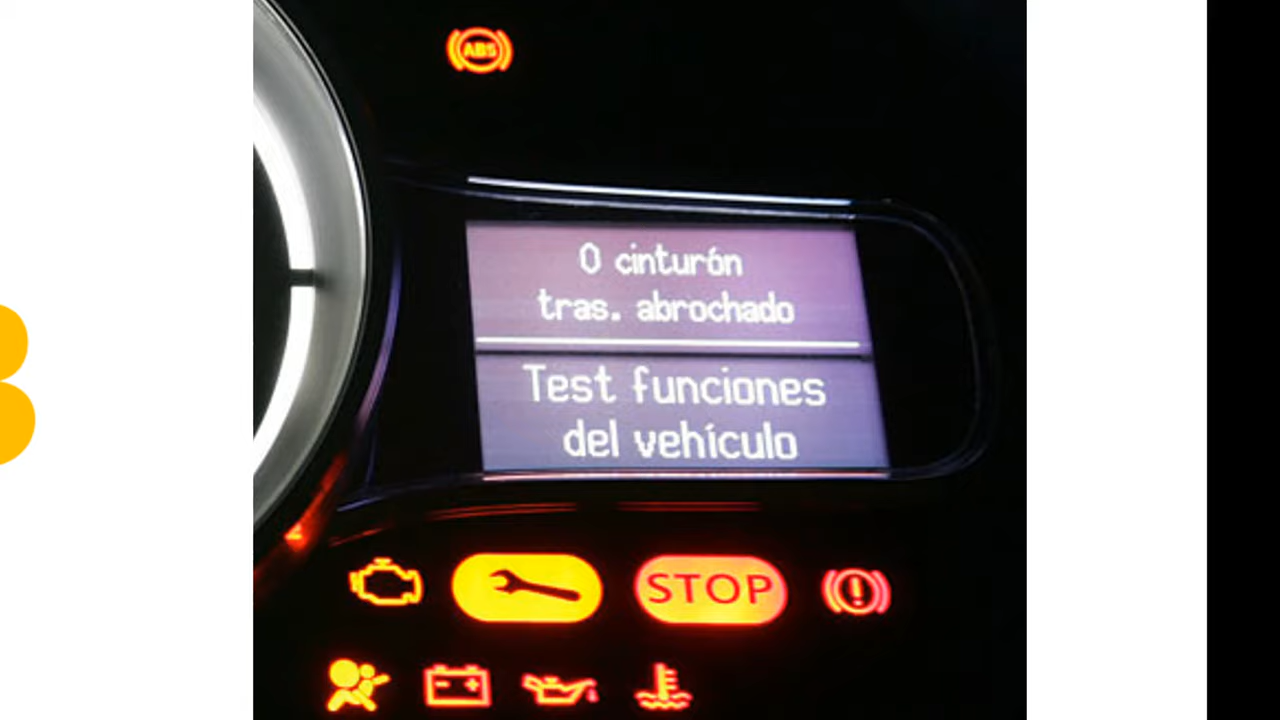 ABS
0 cinturón
tras. abrochado
Test funciones
del vehículo
STOP